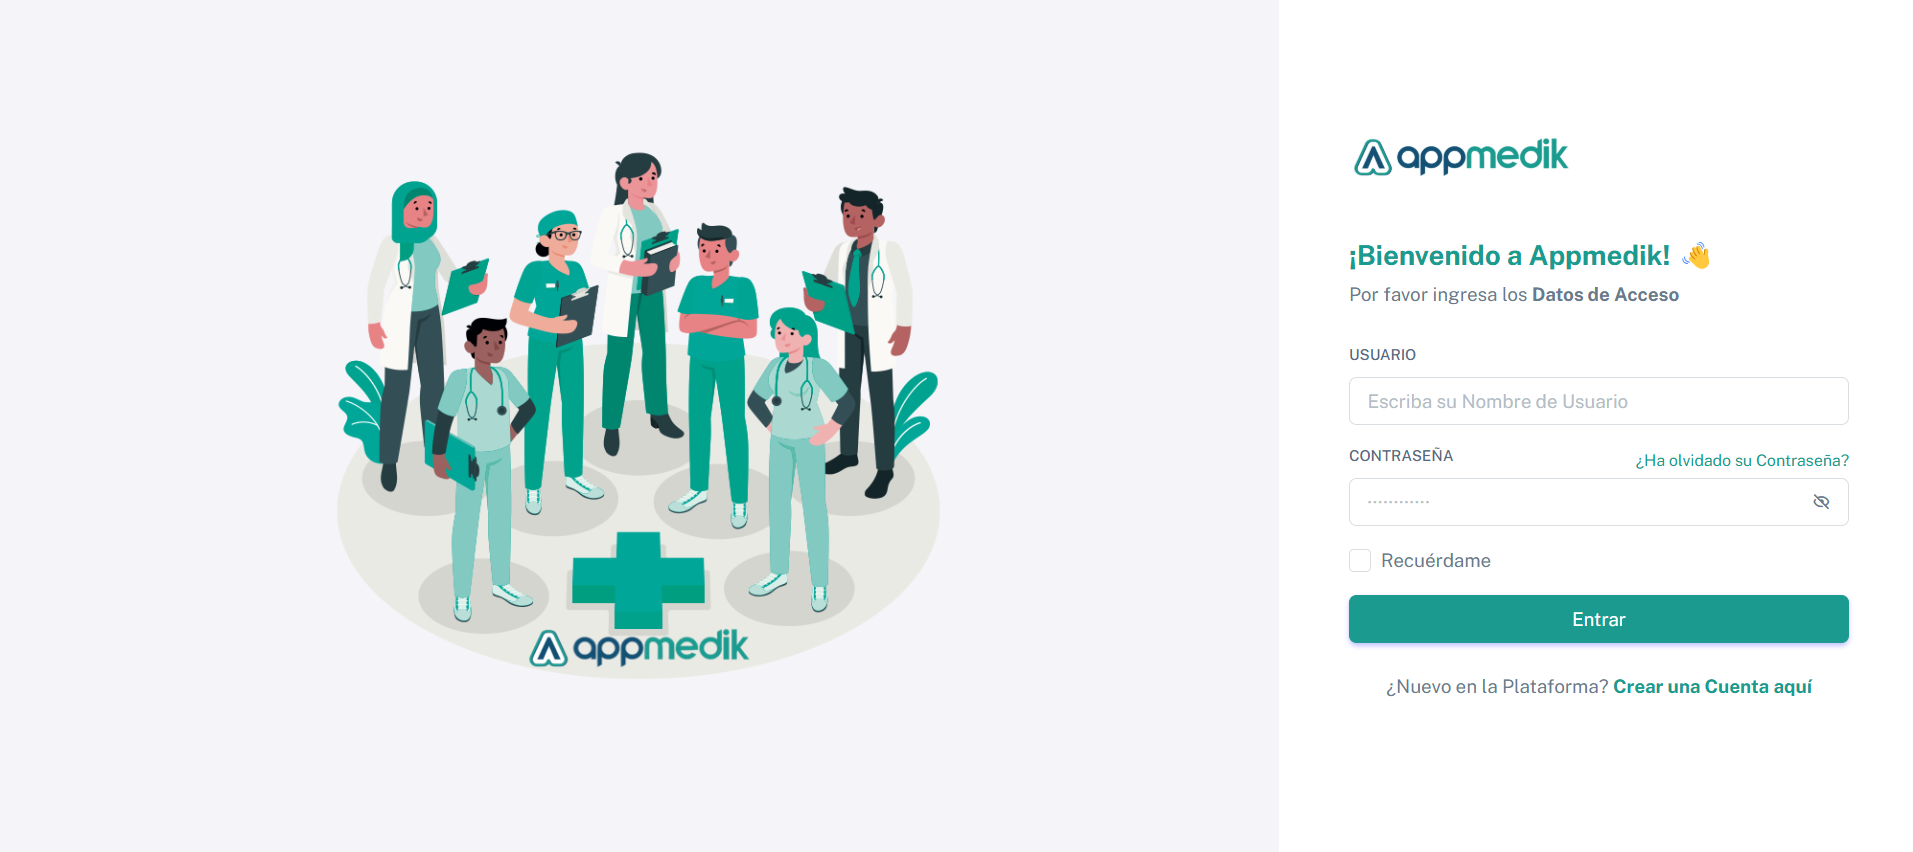 appmedik
appmedik
¡Bienvenido a Appmedik! 👋
Por favor ingresa los Datos de Acceso
USUARIO
Escriba su Nombre de Usuario
CONTRASEÑA
¿Ha olvidado su Contraseña?
············
Recuérdame
Entrar
¿Nuevo en la Plataforma? Crear una Cuenta aquí